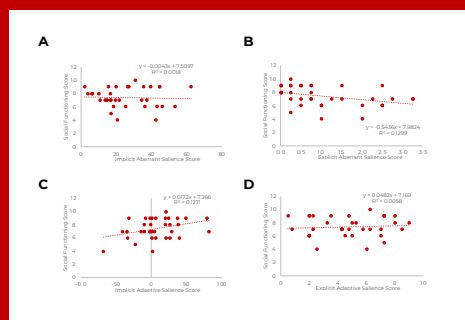 A
y = -0.0043x + 7.5097
R² = 0.0018
Social Functioning Score
12
10
8
6
4
2
0
0 20 40 60 80
Implicit Aberrant Salience Score
B
12
10
8
6
4
2
0
Social Functioning Score
y = -0.5436x + 7.9824
R² = 0.1299
0.0 0.5 1.0 1.5 2.0 2.5 3.0 3.5
Explicit Aberrant Salience Score
C
y = 0.0172x + 7.266
R² = 0.1271
12
10
8
6
4
2
0
Social Functioning Score
-50 0 50 100
Implicit Adaptive Salience Score
D
y = 0.0482x + 7.169
R² = 0.0058
12
10
8
6
4
2
0
Social Functioning Score
0 2 4 6 8 10
Explicit Adaptive Salience Score